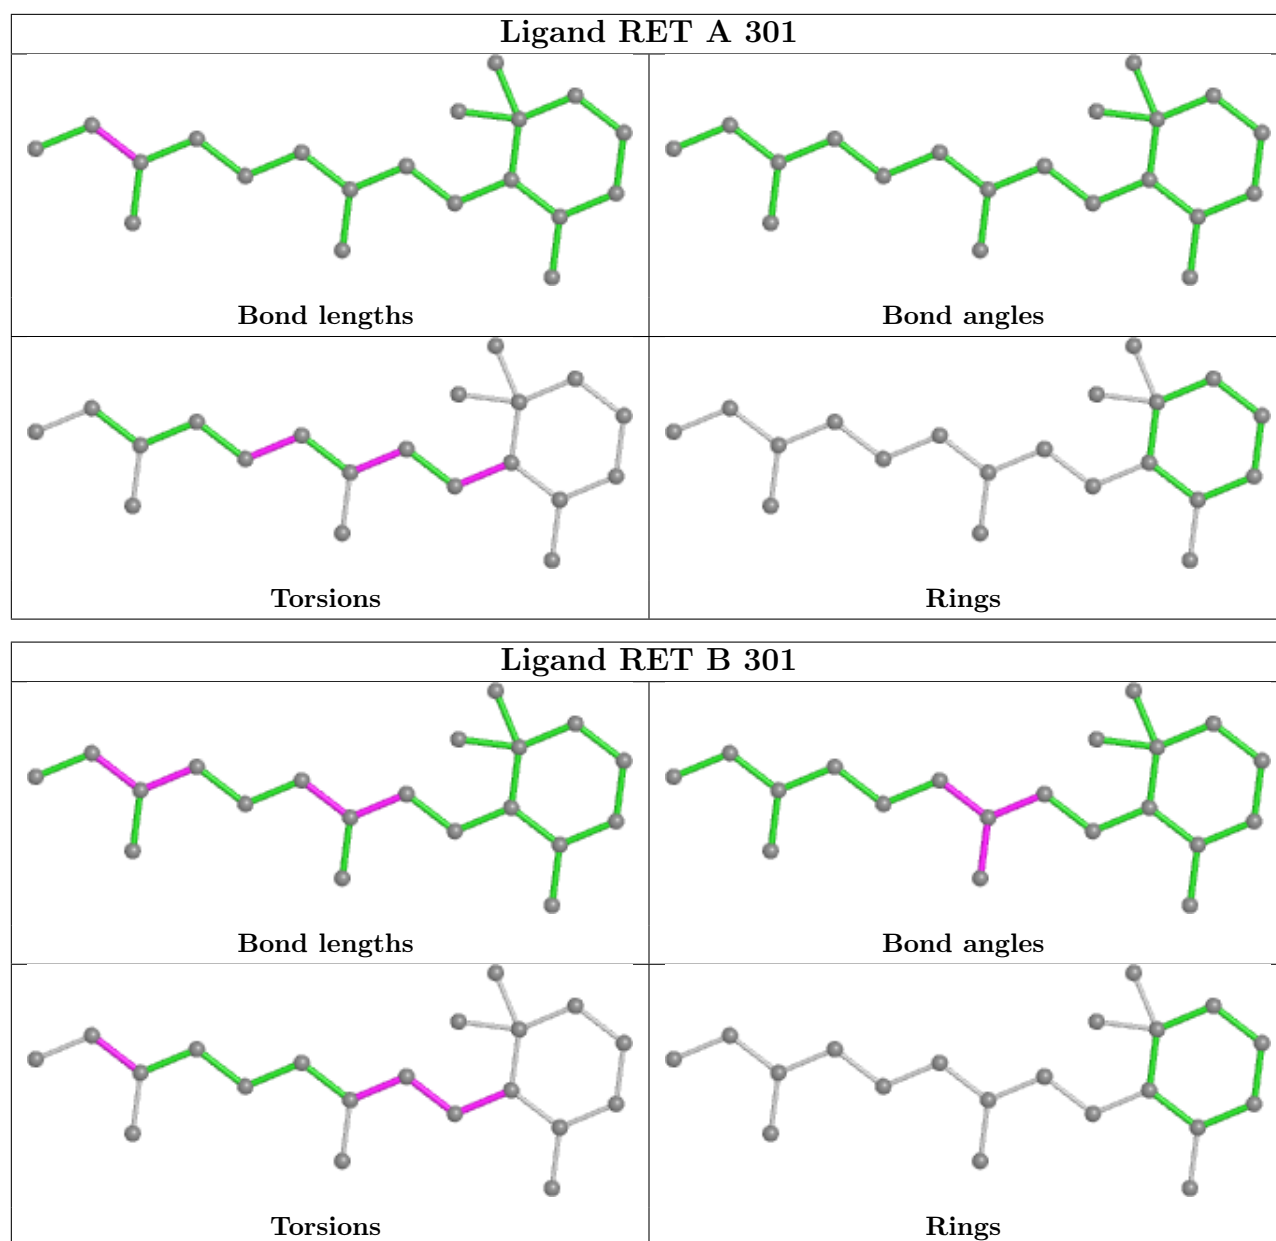 Ligand RET A 301
Bond lengths
Bond angles
Torsions
Rings
Ligand RET B 301
Bond lengths
Bond angles
Torsions
Rings